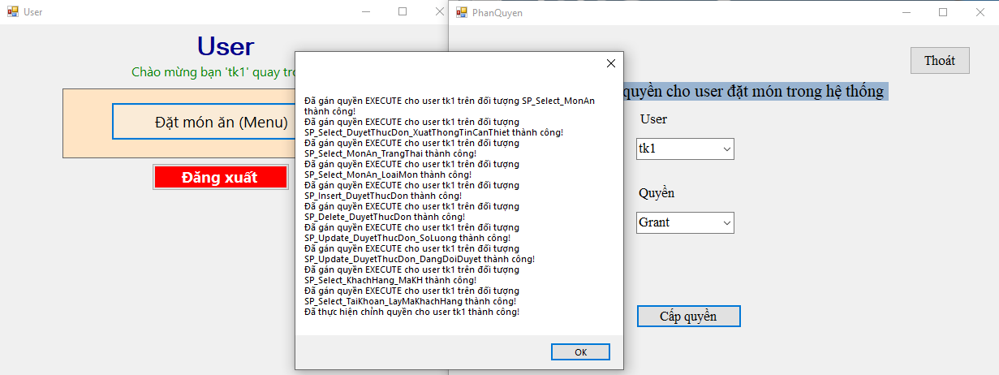 User
User
Chào mừng bạn 'tk1' quay tr
Đặt món ăn (Menu)
Đăng xuất
Đã gán quyền EXECUTE cho user tk1 trên đối tượng SP_Select_MonAn
thành công!
Đã gán quyền EXECUTE cho user tk1 trên đối tượng
SP_Select_DuyetThucDon_XuatThongTinCanThiet thành công!
Đã gán quyền EXECUTE cho user tk1 trên đối tượng
SP_Select_MonAn_TrangThai thành công!
Đã gán quyền EXECUTE cho user tk1 trên đối tượng
SP_Select_MonAn_LoaiMon thành công!
Đã gán quyền EXECUTE cho user tk1 trên đối tượng
SP_Insert_DuyetThucDon thành công!
Đã gán quyền EXECUTE cho user tk1 trên đối tượng
SP_Delete_DuyetThucDon thành công!
Đã gán quyền EXECUTE cho user tk1 trên đối tượng
SP_Update_DuyetThucDon_SoLuong thành công!
Đã gán quyền EXECUTE cho user tk1 trên đối tượng
SP_Update_DuyetThucDon_DangDoiDuyet thành công!
Đã gán quyền EXECUTE cho user tk1 trên đối tượng
SP_Select_KhachHang_MaKH thành công!
Đã gán quyền EXECUTE cho user tk1 trên đối tượng
SP_Select_TaiKhoan_LayMaKhachHang thành công!
Đã thực hiện chỉnh quyền cho user tk1 thành công!
OK
PhanQuyen
Thoát
quyền cho user đặt món trong hệ thống
User
tk1
Quyền
Grant
Cấp quyền